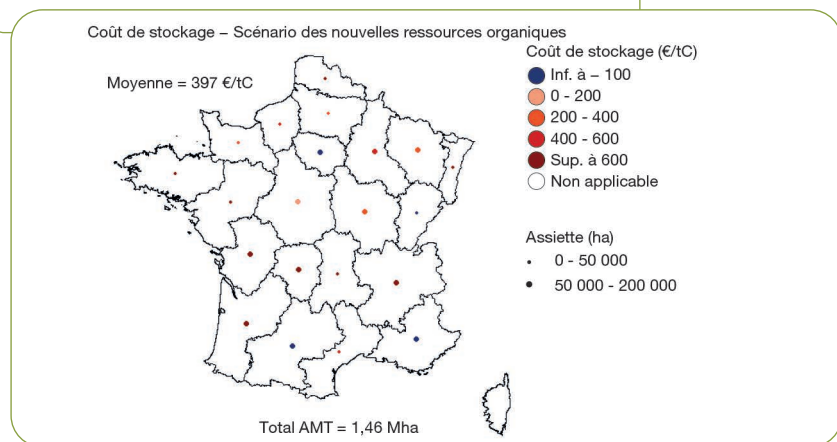 Coût de stockage – Scénario des nouvelles ressources organiques
Moyenne = 397 €/tC
Coût de stockage (€/tC)
Inf. à – 100
0 - 200
200 - 400
400 - 600
Sup. à 600
Non applicable
Assiette (ha)
0 - 50 000
50 000 - 200 000
Total AMT = 1,46 Mha